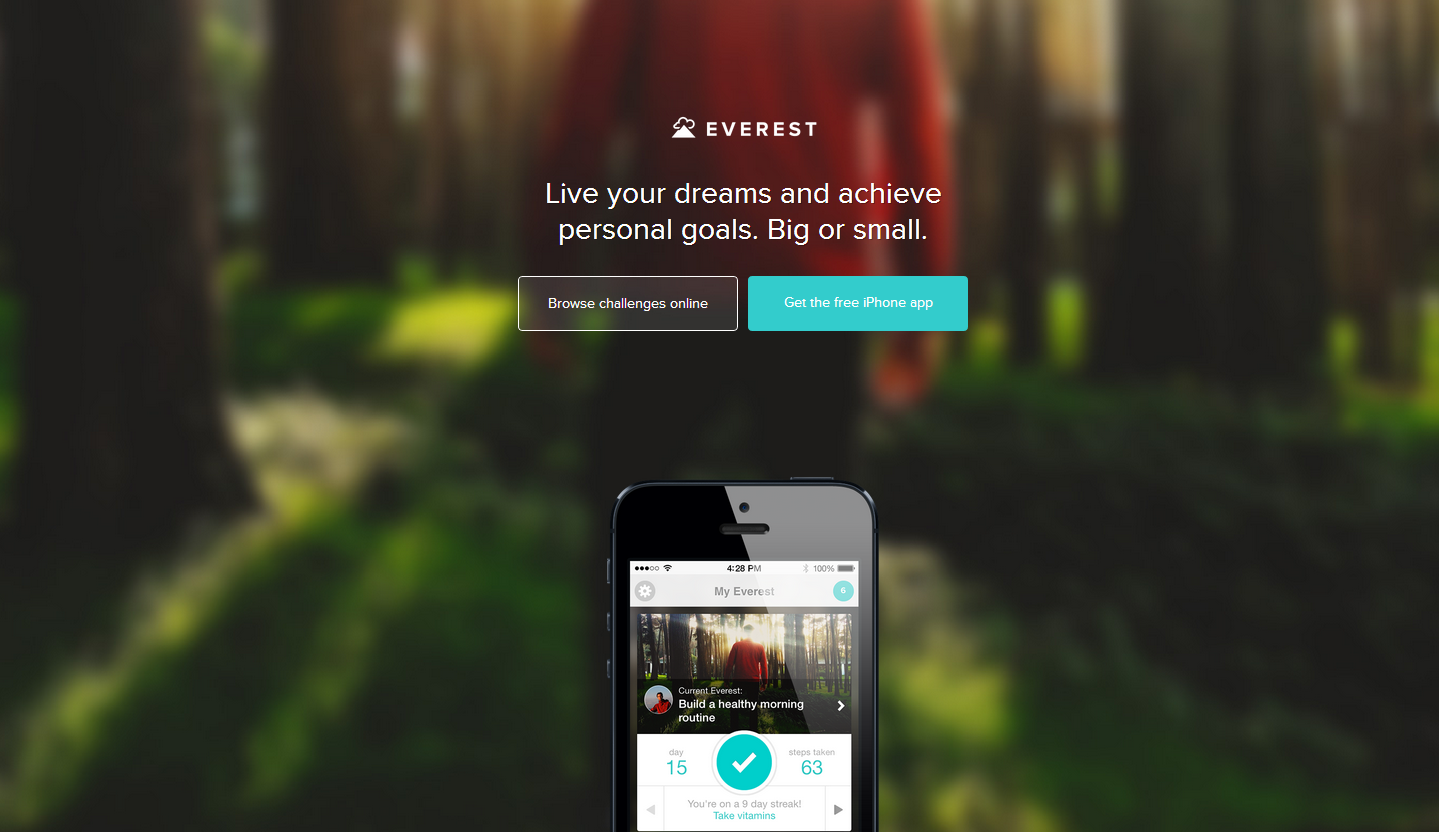 EVEREST
Live your dreams and achieve
personal goals. Big or small.
Browse challenges online
Get the free iPhone app
4:28 PM
100%
My Everest
6
Current Everest:
Build a healthy morning
routine
day
15
steps taken
63
You're on a 9 day streak!
Take vitamins